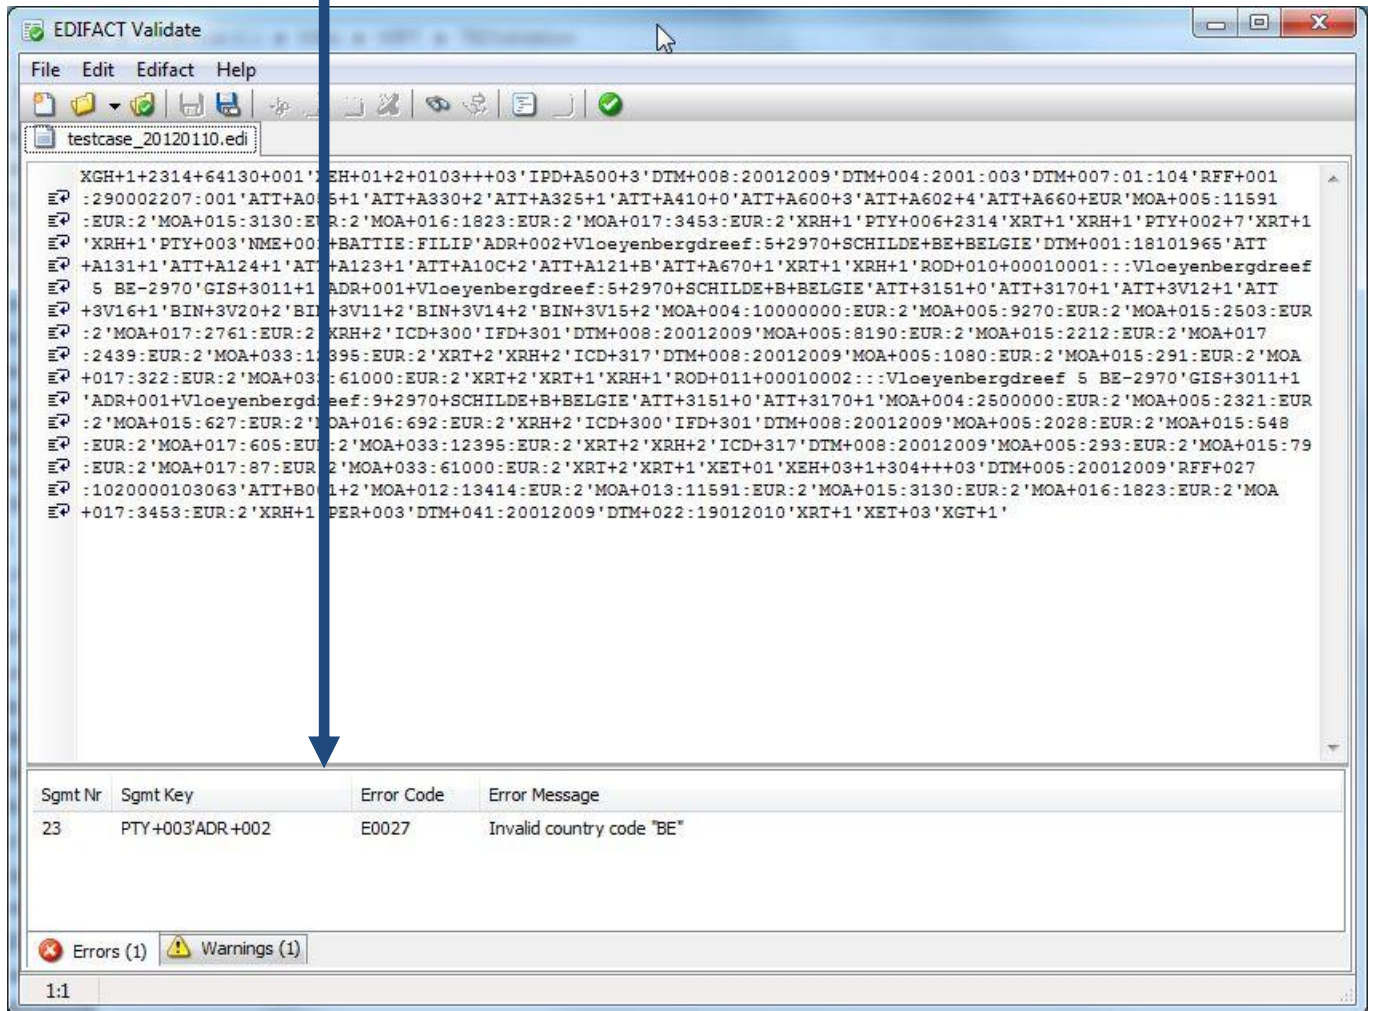 EDIFACT Validate
File Edit Edifact Help
testcase_20120110.edi
XGH+1+2314+64130+001' EH+01+2+0103+++03'IPD+A500+3'DTM+008:20012009'DTM+004:2001:003'DTM+007:01:104'RFF+001
:290002207:001'ATT+A0 5+1'ATT+A330+2'ATT+A325+1'ATT+A410+0'ATT+A600+3'ATT+A602+4'ATT+A660+EUR'MOA+005:11591
:EUR:2'MOA+015:3130:E R:2'MOA+016:1823:EUR:2'MOA+017:3453:EUR:2'XRH+1'PTY+006+2314'XRT+1'XRH+1'PTY+002+7'XRT+1
'XRH+1'PTY+003'NME+00 +BATTIE:FILIP'ADR+002+Vloeyenbergdreef:5+2970+SCHILDE+BE+BELGIE'DTM+001:18101965'ATT
+A131+1'ATT+A124+1'AT +A123+1'ATT+A10C+2'ATT+A121+B'ATT+A670+1'XRT+1'XRH+1'ROD+010+00010001:::Vloeyenbergdreef
5 BE-2970'GIS+3011+1 ADR+001+Vloeyenbergdreef:5+2970+SCHILDE+B+BELGIE'ATT+3151+0'ATT+3170+1'ATT+3V12+1'ATT
+3V16+1'BIN+3V20+2'BI +3V11+2'BIN+3V14+2'BIN+3V15+2'MOA+004:10000000:EUR:2'MOA+005:9270:EUR:2'MOA+015:2503:EUR
:2'MOA+017:2761:EUR:2 XRH+2'ICD+300'IFD+301'DTM+008:20012009'MOA+005:8190:EUR:2'MOA+015:2212:EUR:2'MOA+017
:2439:EUR:2'MOA+033:1 395:EUR:2'XRT+2'XRH+2'ICD+317'DTM+008:20012009'MOA+005:1080:EUR:2'MOA+015:291:EUR:2'MOA
+017:322:EUR:2'MOA+03 :61000:EUR:2'XRT+2'XRT+1'XRH+1'ROD+011+00010002:::Vloeyenbergdreef 5 BE-2970'GIS+3011+1
'ADR+001+Vloeyenbergd eef:9+2970+SCHILDE+B+BELGIE'ATT+3151+0'ATT+3170+1'MOA+004:2500000:EUR:2'MOA+005:2321:EUR
:2'MOA+015:627:EUR:2' OA+016:692:EUR:2'XRH+2'ICD+300'IFD+301'DTM+008:20012009'MOA+005:2028:EUR:2'MOA+015:548
:EUR:2'MOA+017:605:EU :2'MOA+033:12395:EUR:2'XRT+2'XRH+2'ICD+317'DTM+008:20012009'MOA+005:293:EUR:2'MOA+015:79
:EUR:2'MOA+017:87:EUR 2'MOA+033:61000:EUR:2'XRT+2'XRT+1'XET+01'XEH+03+1+304+++03'DTM+005:20012009'RFF+027
:1020000103063'ATT+B0 1+2'MOA+012:13414:EUR:2'MOA+013:11591:EUR:2'MOA+015:3130:EUR:2'MOA+016:1823:EUR:2'MOA
+017:3453:EUR:2'XRH+1 PER+003'DTM+041:20012009'DTM+022:19012010'XRT+1'XET+03'XGT+1'
Sgmt Nr Sgmt Key Error Code Error Message
23 PTY+003'ADR+002 E0027 Invalid country code "BE"
Errors (1) Warnings (1)
1:1